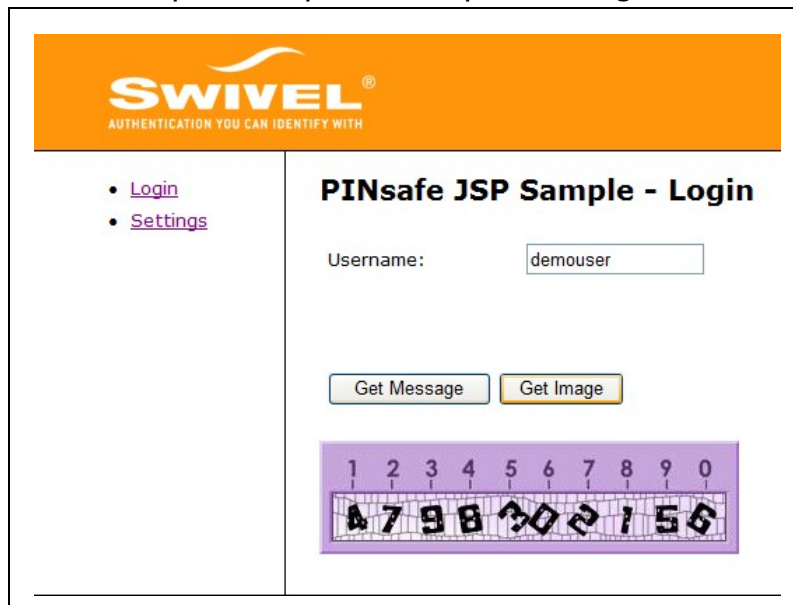 SWIVEL®
AUTHENTICATION YOU CAN IDENTIFY WITH
Login
Settings
PINsafe JSP Sample - Login
Username: demouser
Get Message Get Image
1 2 3 4 5 6 7 8 9 0
4 7 9 8 3 0 2 1 5 6